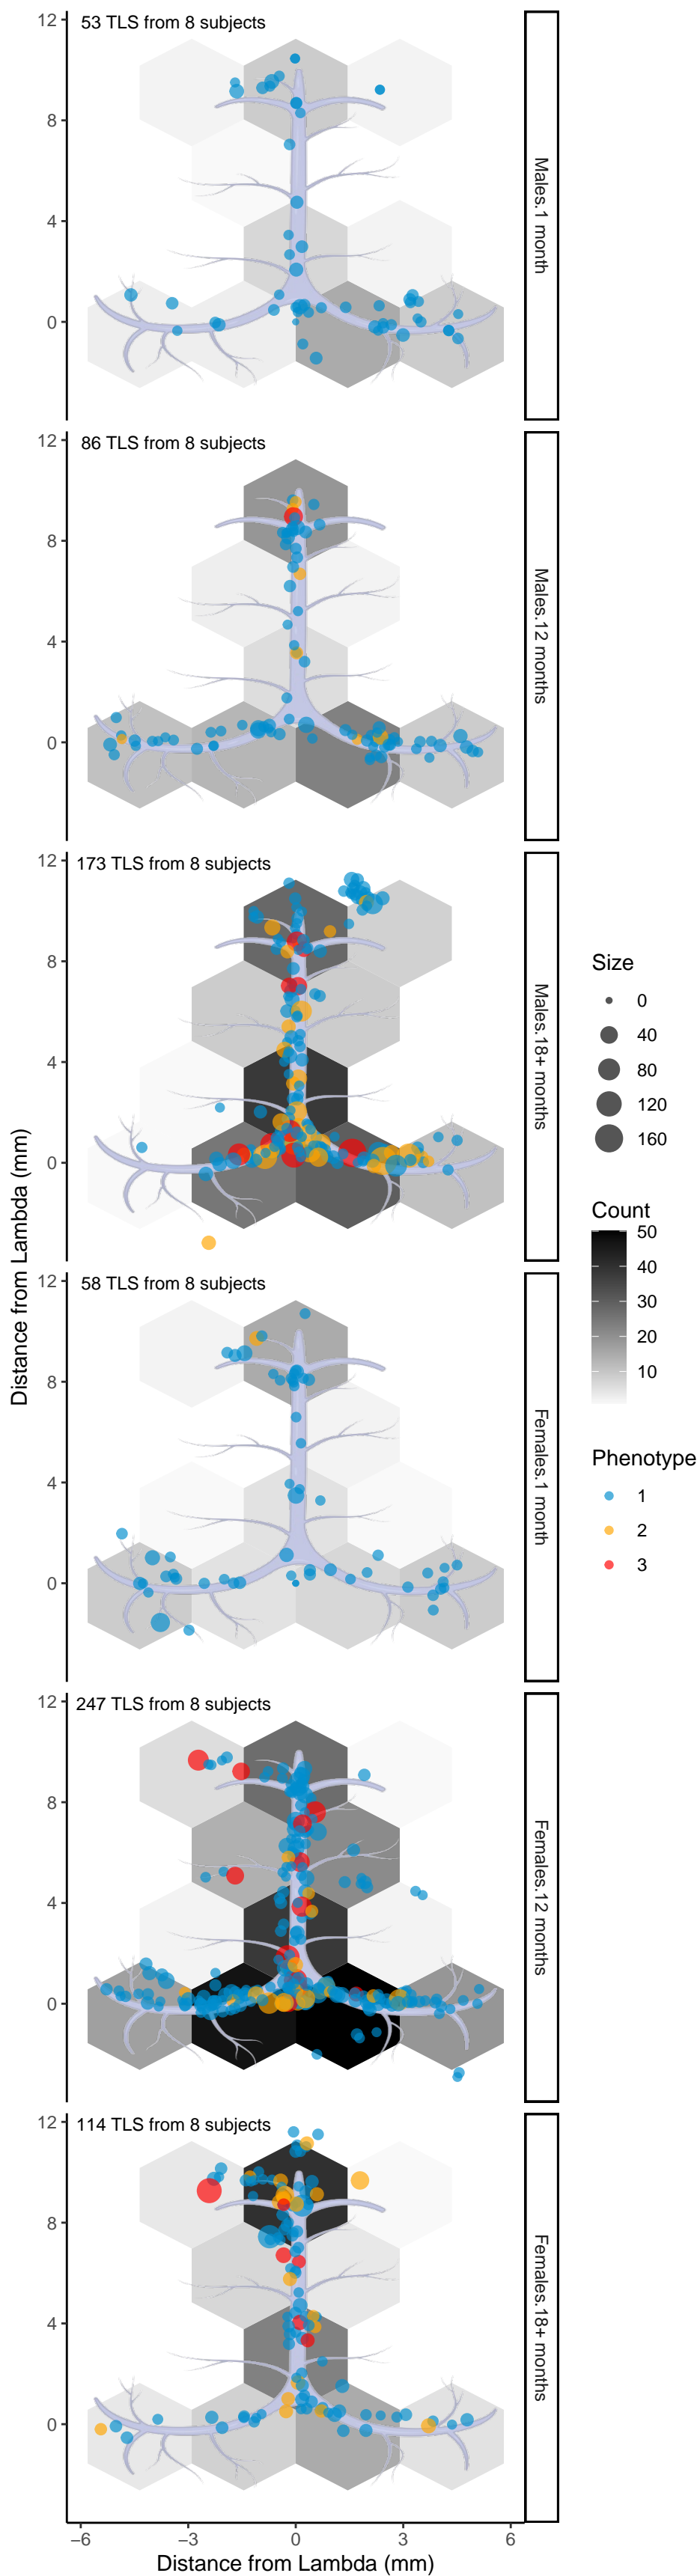 53 TLS from 8 subjects
12
8
4
0
Males.1 month
86 TLS from 8 subjects
12
8
4
0
Males.12 months
173 TLS from 8 subjects
12
8
4
0
Males.18+ months
58 TLS from 8 subjects
12
8
4
0
Females.1 month
247 TLS from 8 subjects
12
8
4
0
Females.12 months
114 TLS from 8 subjects
12
8
4
0
Females.18+ months
−6 −3 0 3 6
Distance from Lambda (mm)
Distance from Lambda (mm)
Size
0
40
80
120
160
Count
50
40
30
20
10
Phenotype
1
2
3